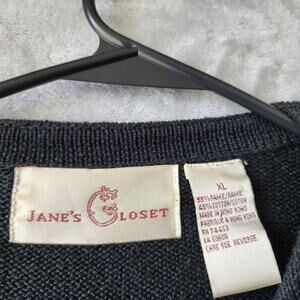 JANE'S CLOSET
XL
55% RAMIE/RAMIE
45% COTTON/COTON
MADE IN HONG KONG
FABRIQUE A HONG KONG
RN 74453
CA 03605
CARE SEE REVERSE